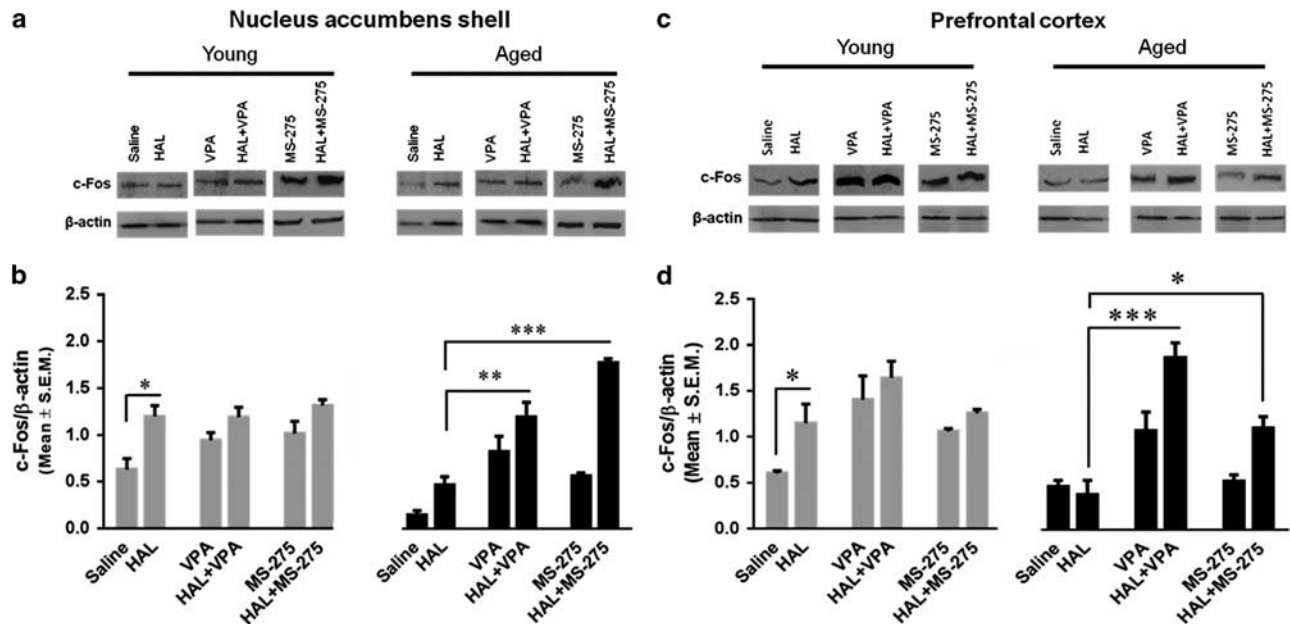 a
Nucleus accumbens shell
Young
Aged
Saline
HAL
VPA
HAL+VPA
MS-275
HAL+MS-275
Saline
HAL
VPA
HAL+VPA
MS-275
HAL+MS-275
c-Fos
β-actin
b
c-Fos/β-actin
(Mean ± S.E.M.)
2.5
2.0
1.5
1.0
0.5
0.0
*
**
***
Saline
HAL
VPA
HAL+VPA
MS-275
HAL+MS-275
Saline
HAL
VPA
HAL+VPA
MS-275
HAL+MS-275
c
Prefrontal cortex
Young
Aged
Saline
HAL
VPA
HAL+VPA
MS-275
HAL+MS-275
Saline
HAL
VPA
HAL+VPA
MS-275
HAL+MS-275
c-Fos
β-actin
d
c-Fos/β-actin
(Mean ± S.E.M.)
2.5
2.0
1.5
1.0
0.5
0.0
*
***
*
Saline
HAL
VPA
HAL+VPA
MS-275
HAL+MS-275
Saline
HAL
VPA
HAL+VPA
MS-275
HAL+MS-275